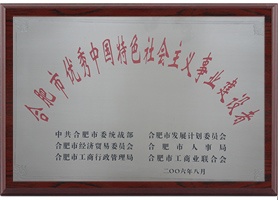 合肥市优秀中国特色社会主义事业建设者
中共合肥市委统战部 合肥市发展计划委员会
合肥市经济贸易委员会 合肥市人事局
合肥市工商行政管理局 合肥市工商业联合会
二〇〇六年八月